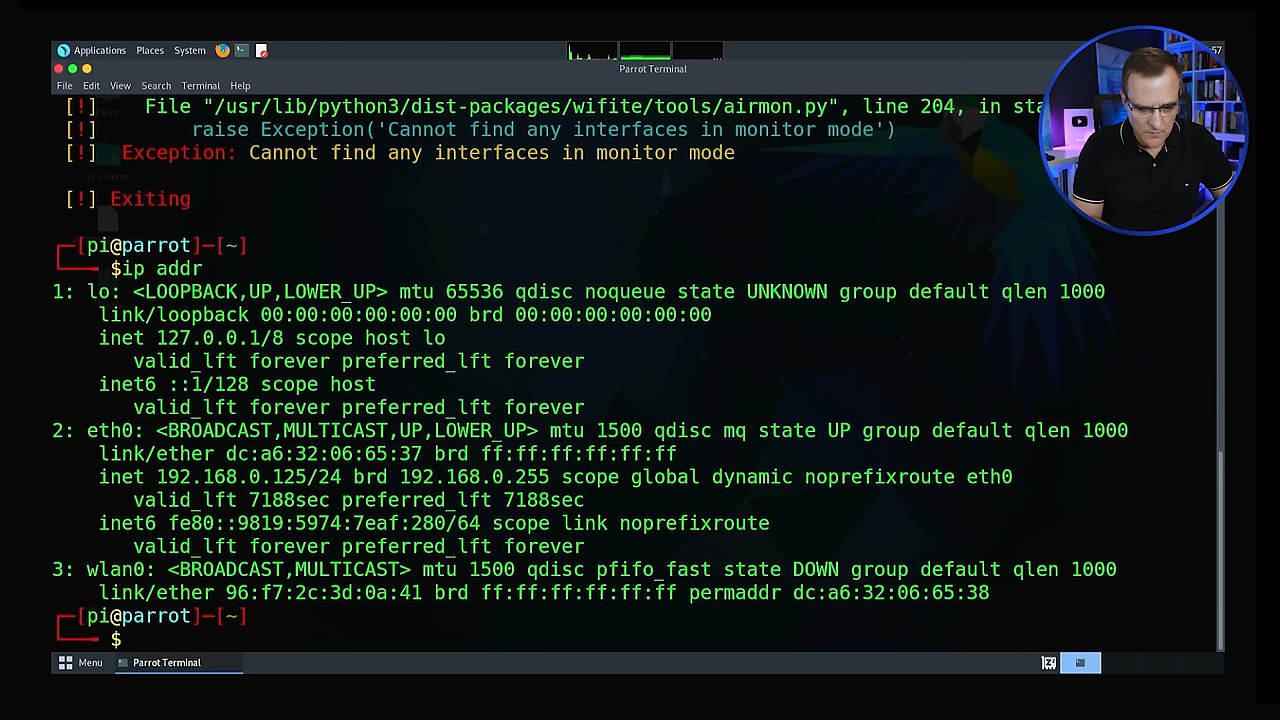 Applications Places System
57
Parrot Terminal
File Edit View Search Terminal Help
[!] File "/usr/lib/python3/dist-packages/wifite/tools/airmon.py", line 204, in sta
[!] raise Exception('Cannot find any interfaces in monitor mode')
[!] Exception: Cannot find any interfaces in monitor mode
pi's Home
[!] Exiting
[pi@parrot]-[~]
$ip addr
1: lo: <LOOPBACK,UP,LOWER_UP> mtu 65536 qdisc noqueue state UNKNOWN group default qlen 1000
link/loopback 00:00:00:00:00:00 brd 00:00:00:00:00:00
inet 127.0.0.1/8 scope host lo
valid_lft forever preferred_lft forever
inet6 ::1/128 scope host
valid_lft forever preferred_lft forever
2: eth0: <BROADCAST,MULTICAST,UP,LOWER_UP> mtu 1500 qdisc mq state UP group default qlen 1000
link/ether dc:a6:32:06:65:37 brd ff:ff:ff:ff:ff:ff
inet 192.168.0.125/24 brd 192.168.0.255 scope global dynamic noprefixroute eth0
valid_lft 7188sec preferred_lft 7188sec
inet6 fe80::9819:5974:7eaf:280/64 scope link noprefixroute
valid_lft forever preferred_lft forever
3: wlan0: <BROADCAST,MULTICAST> mtu 1500 qdisc pfifo_fast state DOWN group default qlen 1000
link/ether 96:f7:2c:3d:0a:41 brd ff:ff:ff:ff:ff:ff permaddr dc:a6:32:06:65:38
[pi@parrot]-[~]
$
Menu Parrot Terminal